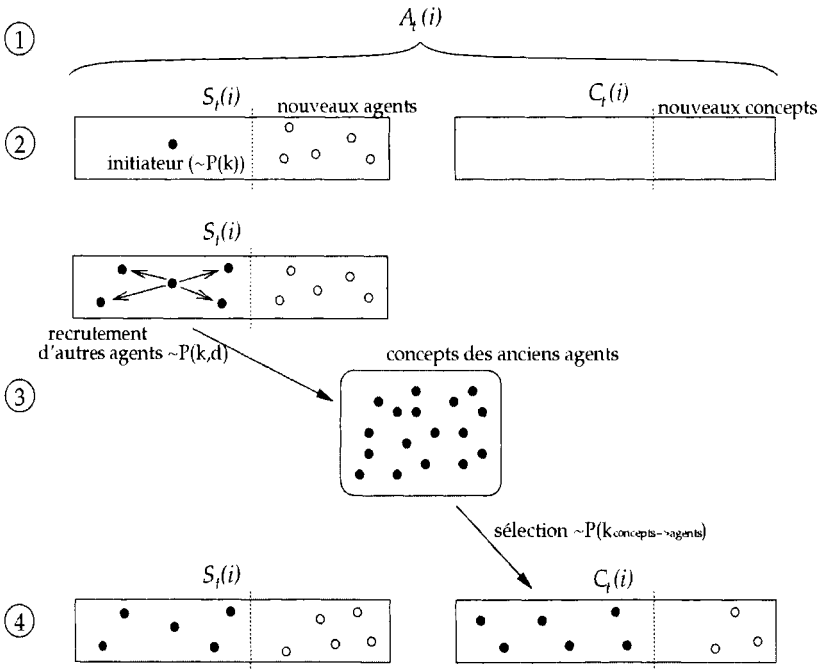 1
A_t(i)
S_t(i)
nouveaux agents
C_t(i)
nouveaux concepts
2
initiateur (~P(k))
S_t(i)
recrutement
d'autres agents ~P(k,d)
concepts des anciens agents
3
sélection ~P(k concepts->agents)
S_t(i)
C_t(i)
4